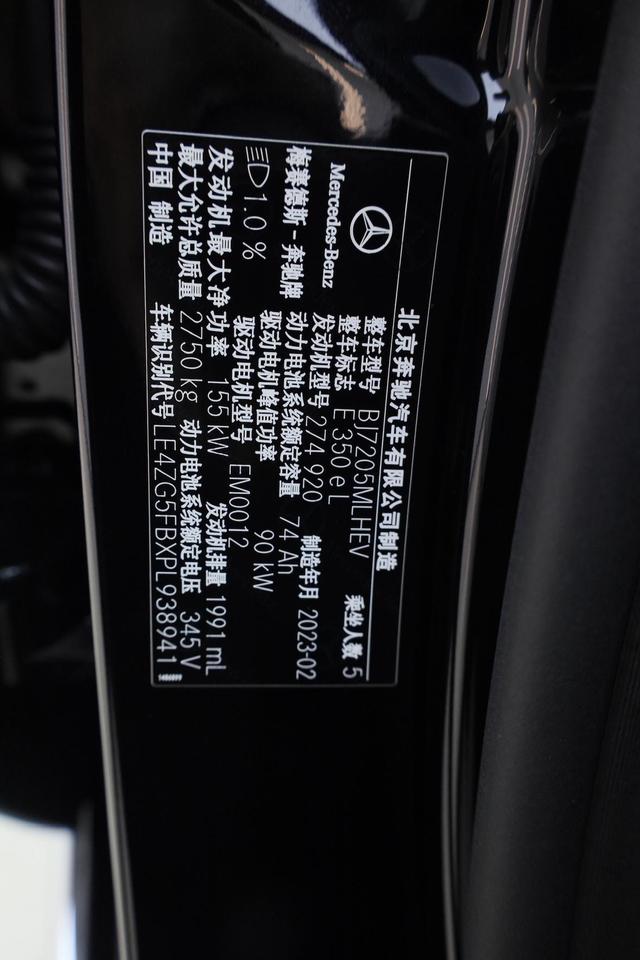 北京奔驰汽车有限公司制造
Mercedes-Benz
梅赛德斯-奔驰牌
整车型号 BJ7205MLHEV 乘坐人数 5
整车标志 E 350 eL
发动机型号 274 920 制造年月 2023-02
动力电池系统额定容量 74 Ah
1.0 % 驱动电机峰值功率 90 kW
驱动电机型号 EM0012
发动机最大净功率 155 kW 发动机排量 1991 mL
最大允许总质量 2750 kg 动力电池系统额定电压 345 V
中国 制造 车辆识别代号 LE4ZG5FBXPL938941